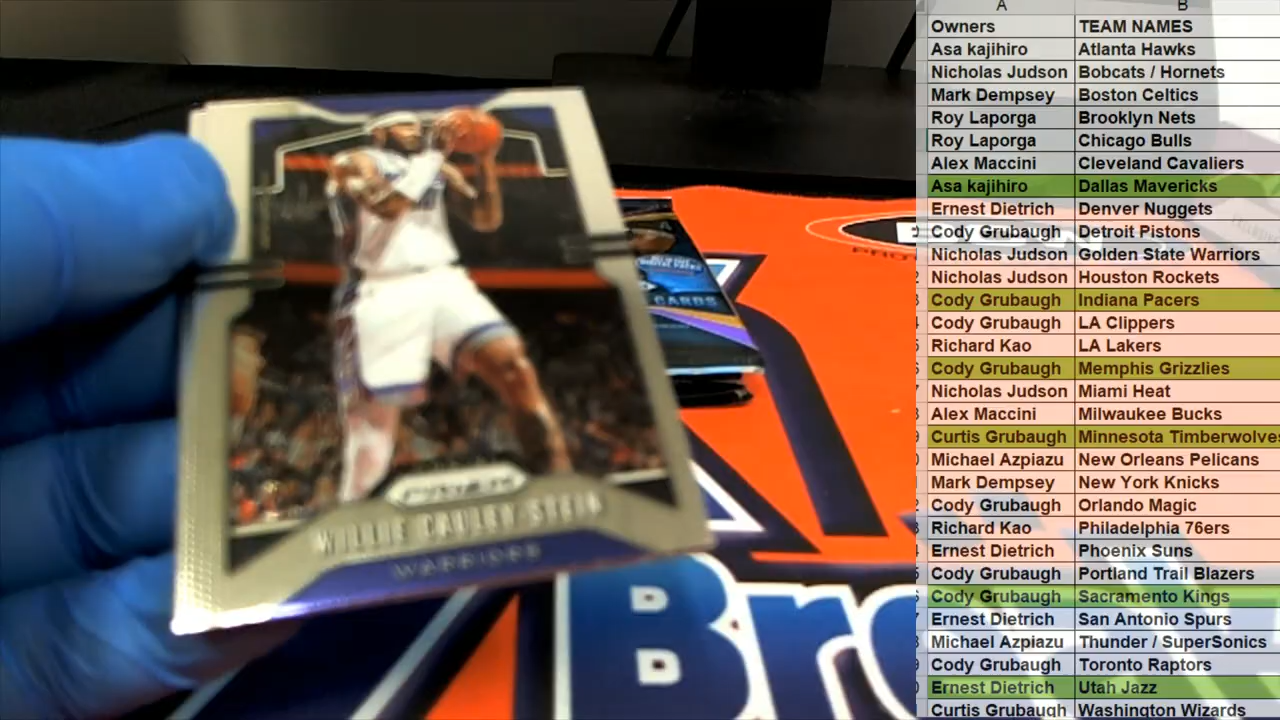 A B
Owners TEAM NAMES
Asa kajihiro Atlanta Hawks
Nicholas Judson Bobcats / Hornets
Mark Dempsey Boston Celtics
Roy Laporga Brooklyn Nets
Roy Laporga Chicago Bulls
Alex Maccini Cleveland Cavaliers
Asa kajihiro Dallas Mavericks
Ernest Dietrich Denver Nuggets
Cody Grubaugh Detroit Pistons
Nicholas Judson Golden State Warriors
Nicholas Judson Houston Rockets
Cody Grubaugh Indiana Pacers
Cody Grubaugh LA Clippers
Richard Kao LA Lakers
Cody Grubaugh Memphis Grizzlies
Nicholas Judson Miami Heat
Alex Maccini Milwaukee Bucks
Curtis Grubaugh Minnesota Timberwolves
Michael Azpiazu New Orleans Pelicans
Mark Dempsey New York Knicks
Cody Grubaugh Orlando Magic
Richard Kao Philadelphia 76ers
Ernest Dietrich Phoenix Suns
Cody Grubaugh Portland Trail Blazers
Cody Grubaugh Sacramento Kings
Ernest Dietrich San Antonio Spurs
Michael Azpiazu Thunder / SuperSonics
Cody Grubaugh Toronto Raptors
Ernest Dietrich Utah Jazz
Curtis Grubaugh Washington Wizards
PRIZM
WILLIE CAULEY-STEIN
WARRIORS
CARDS
Bro